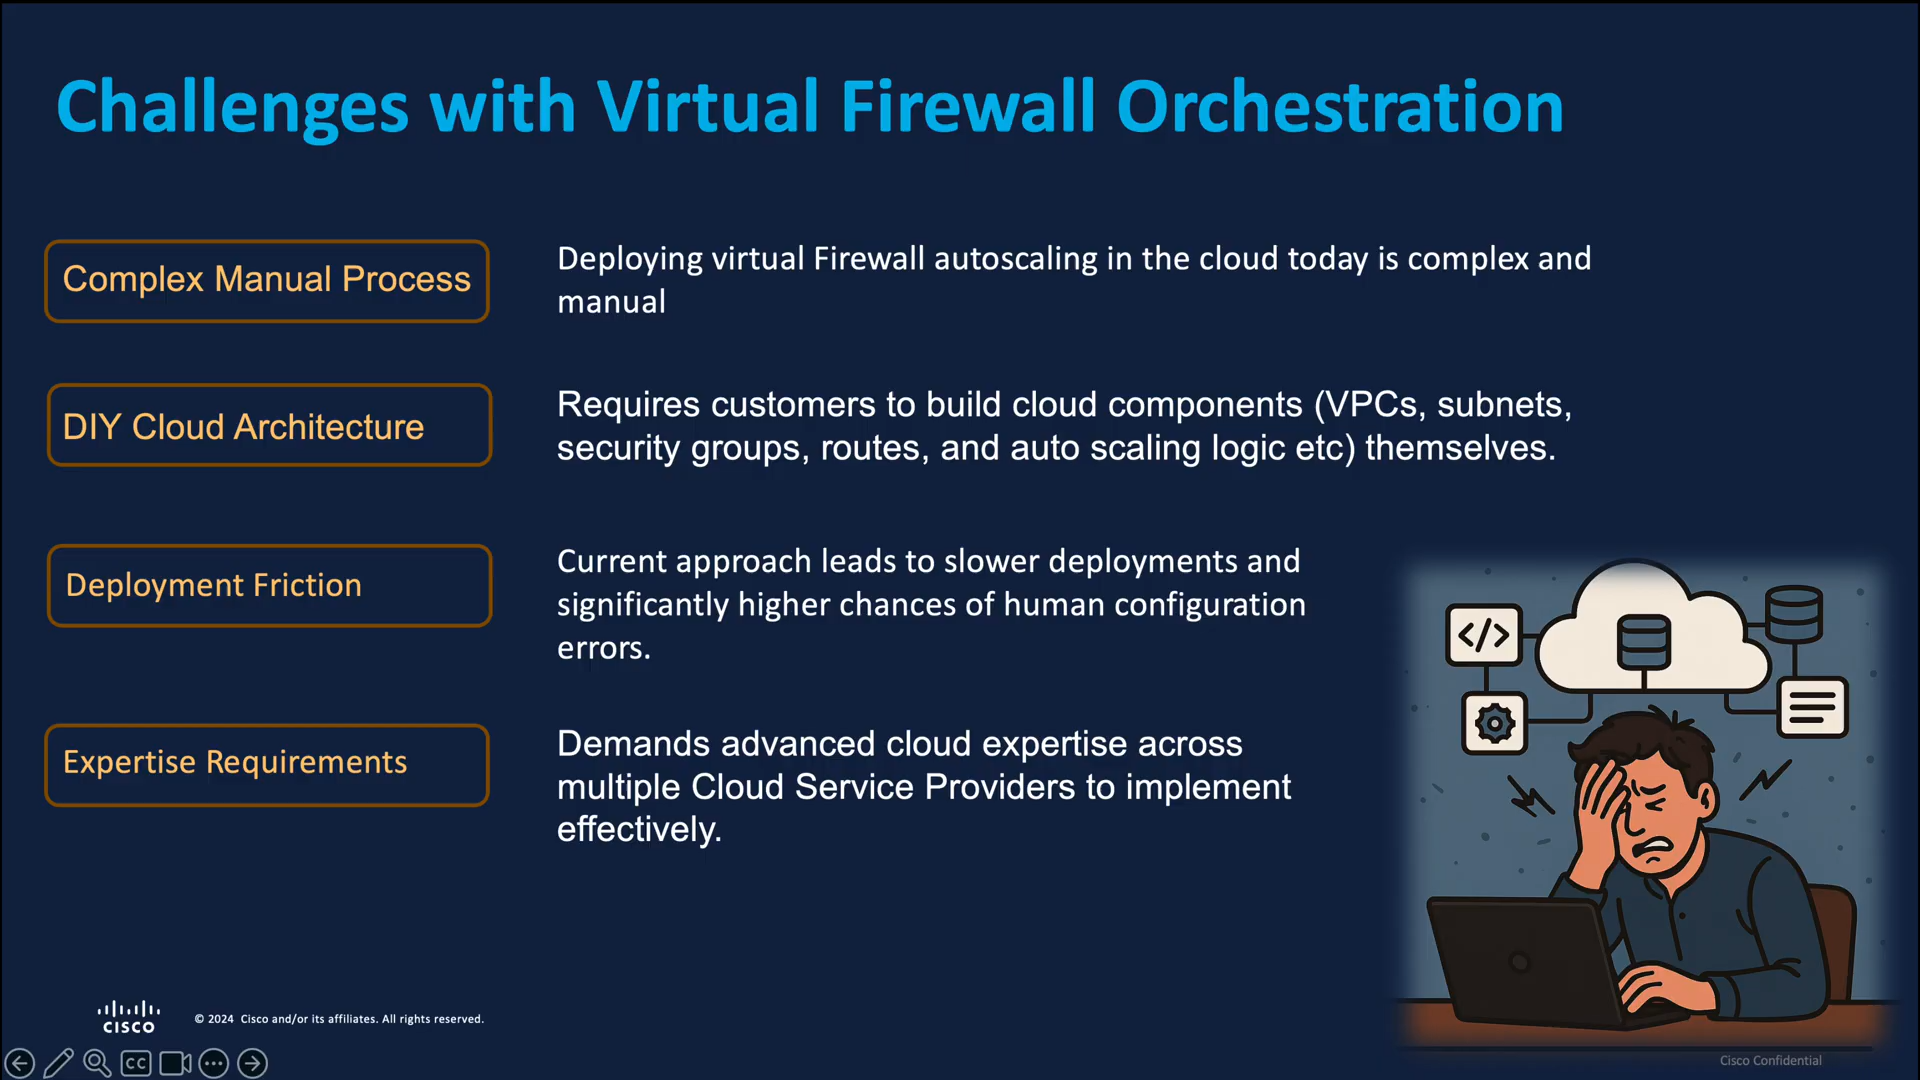 Challenges with Virtual Firewall Orchestration
Complex Manual Process
Deploying virtual Firewall autoscaling in the cloud today is complex and
manual
DIY Cloud Architecture
Requires customers to build cloud components (VPCs, subnets,
security groups, routes, and auto scaling logic etc) themselves.
Deployment Friction
Current approach leads to slower deployments and
significantly higher chances of human configuration
errors.
Expertise Requirements
Demands advanced cloud expertise across
multiple Cloud Service Providers to implement
effectively.
</>
CISCO
© 2024 Cisco and/or its affiliates. All rights reserved.
CC
Cisco Confidential